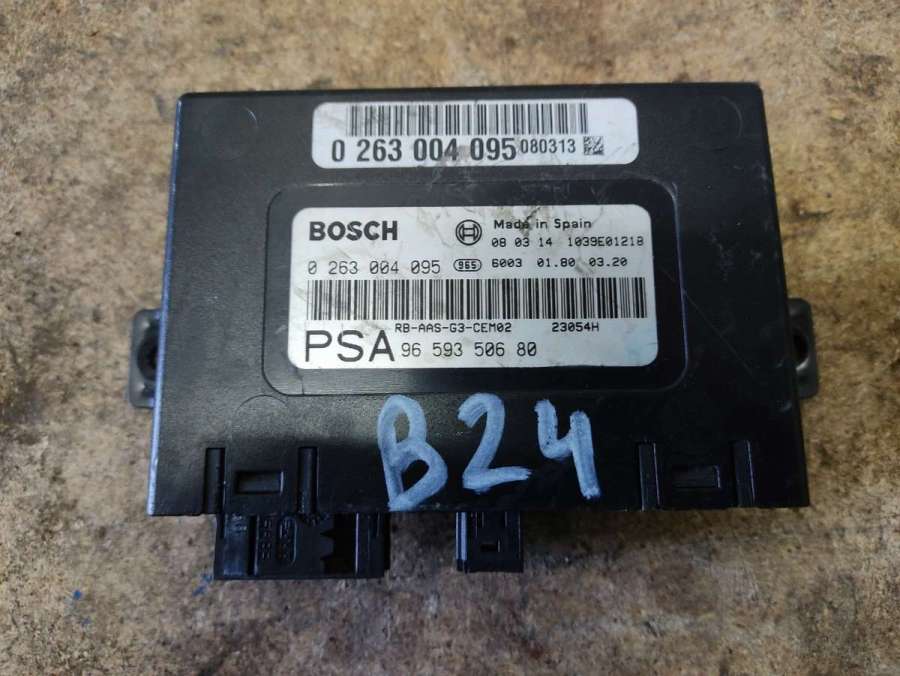 0 263 004 095 080313
BOSCH Made in Spain
08 03 14 1039E01218
0 263 004 095 965 6003 01.80 03.20
RB-AAS-G3-CEM02 23054H
PSA 96 593 506 80
B24